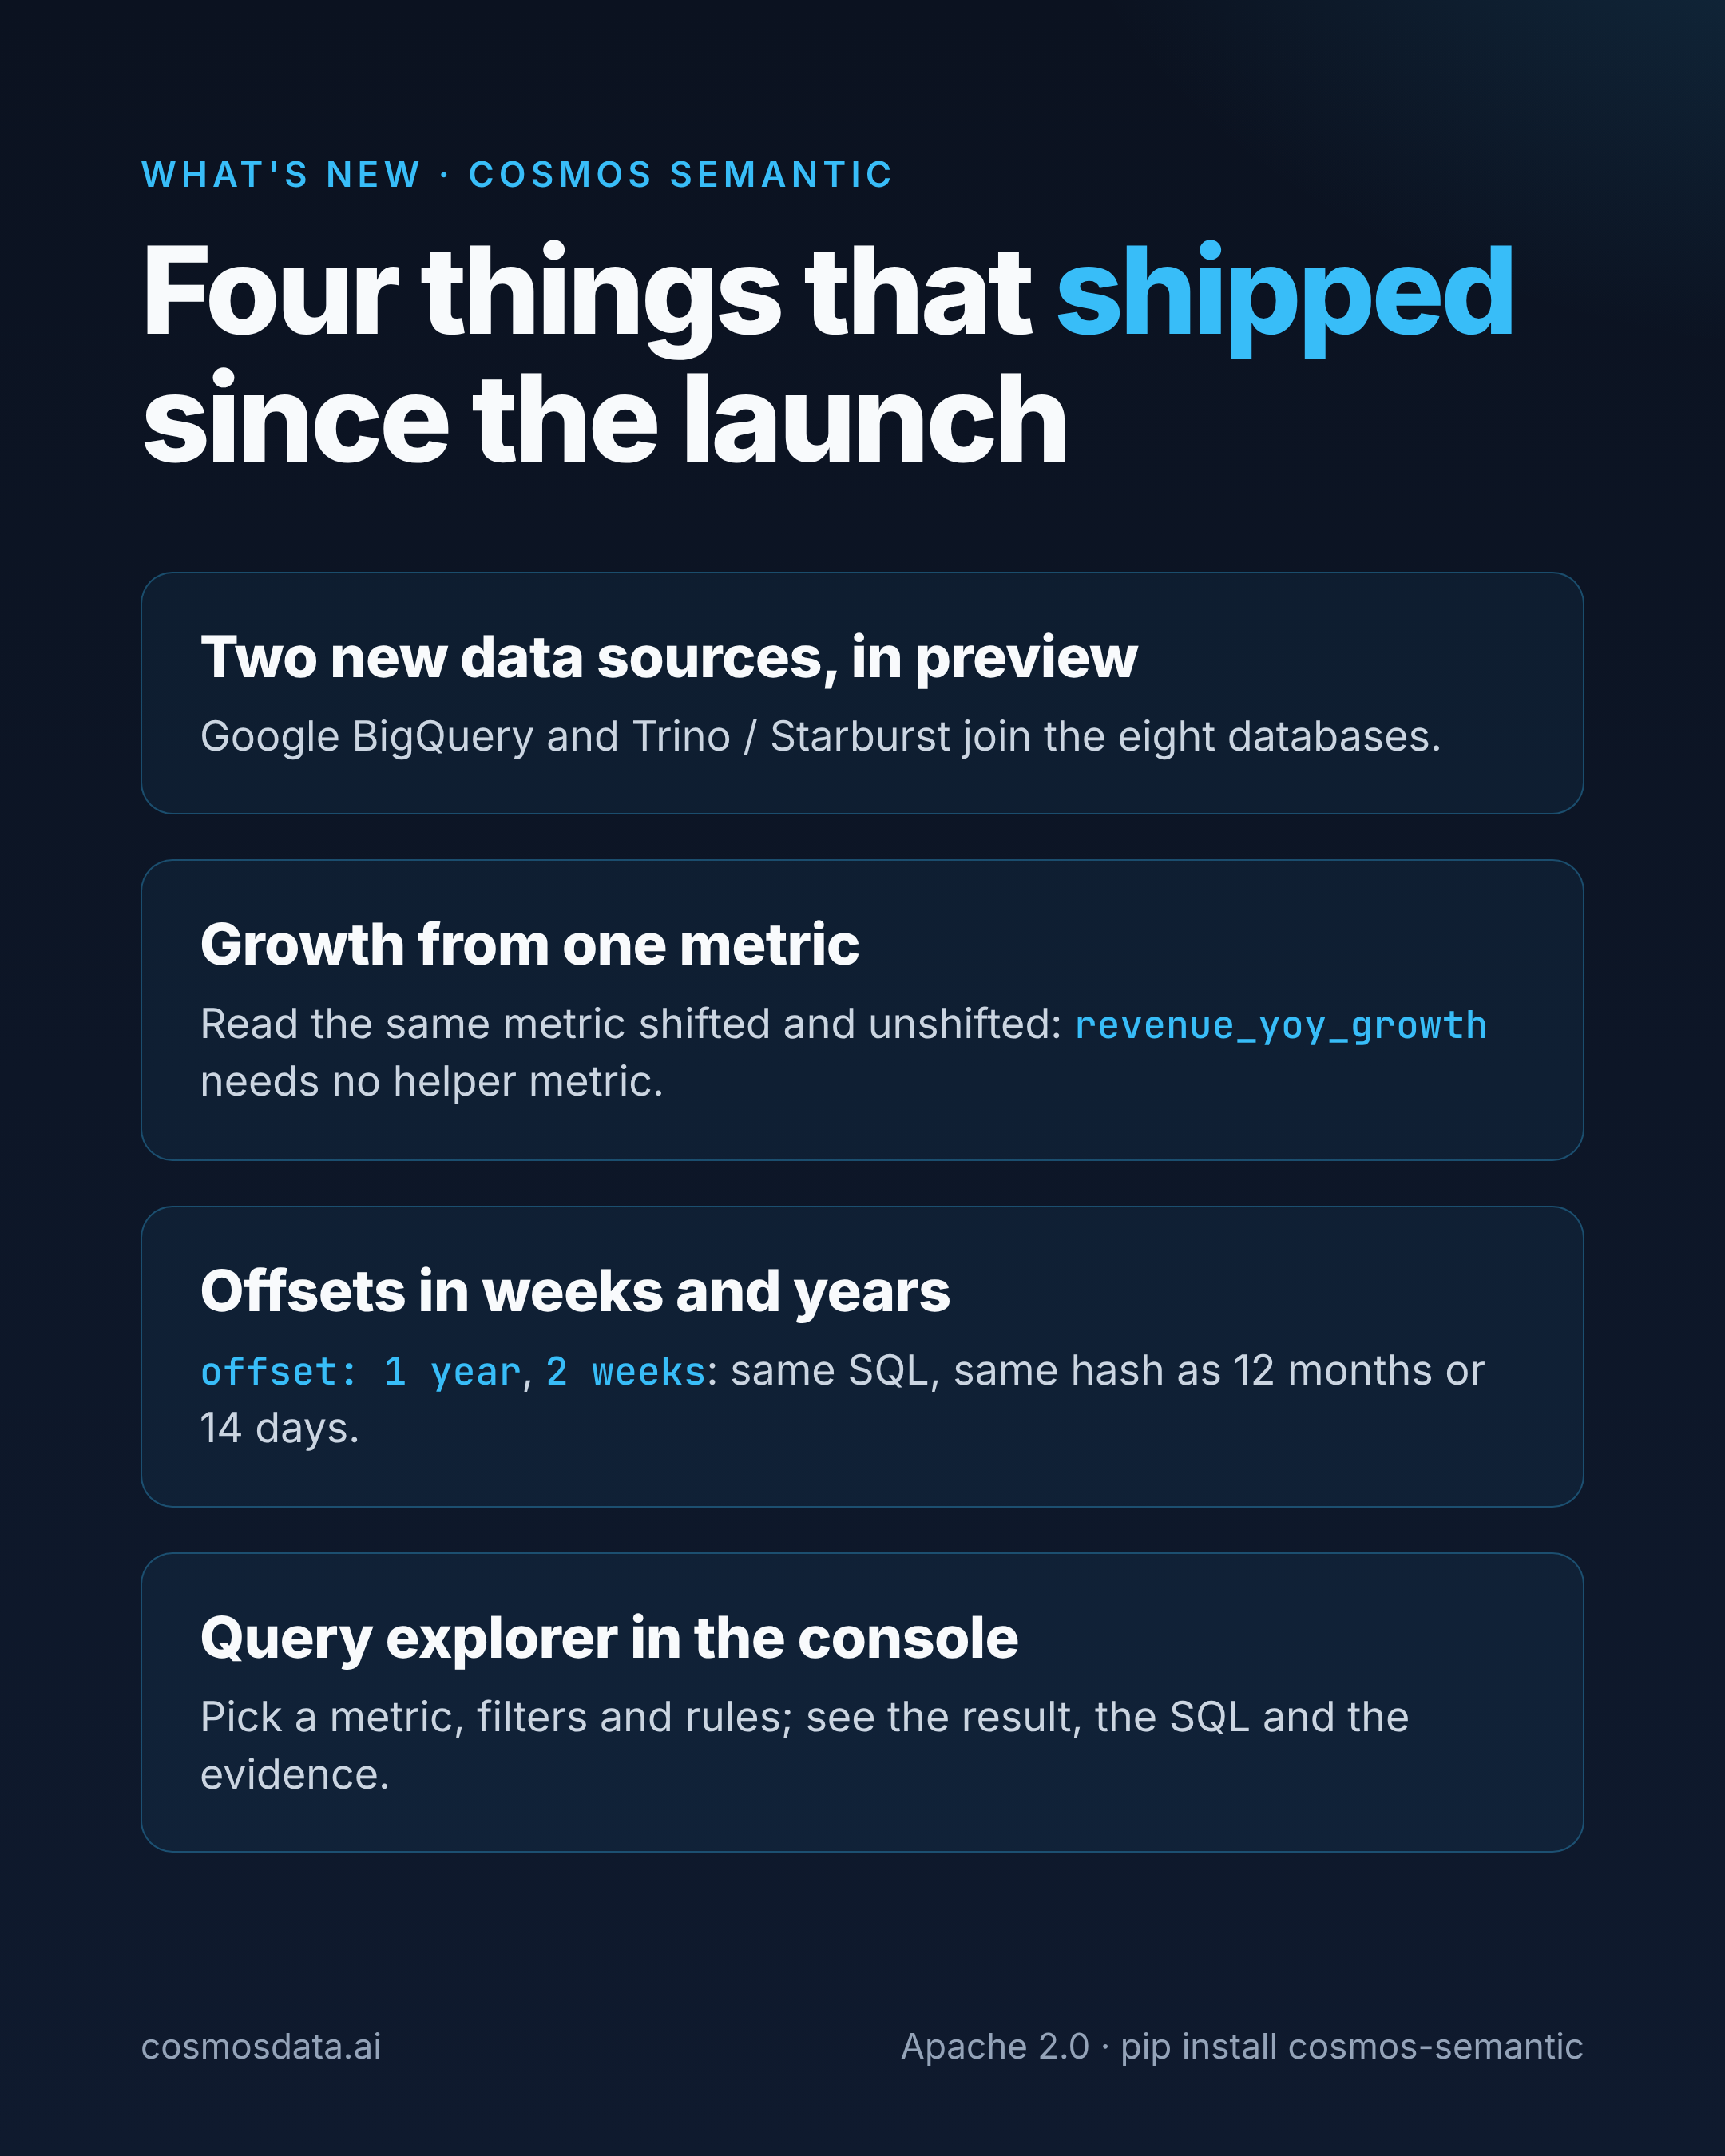 WHAT'S NEW · COSMOS SEMANTIC
Four things that shipped
since the launch
Two new data sources, in preview
Google BigQuery and Trino / Starburst join the eight databases.
Growth from one metric
Read the same metric shifted and unshifted: revenue_yoy_growth
needs no helper metric.
Offsets in weeks and years
offset: 1 year, 2 weeks: same SQL, same hash as 12 months or
14 days.
Query explorer in the console
Pick a metric, filters and rules; see the result, the SQL and the
evidence.
cosmosdata.ai
Apache 2.0 · pip install cosmos-semantic